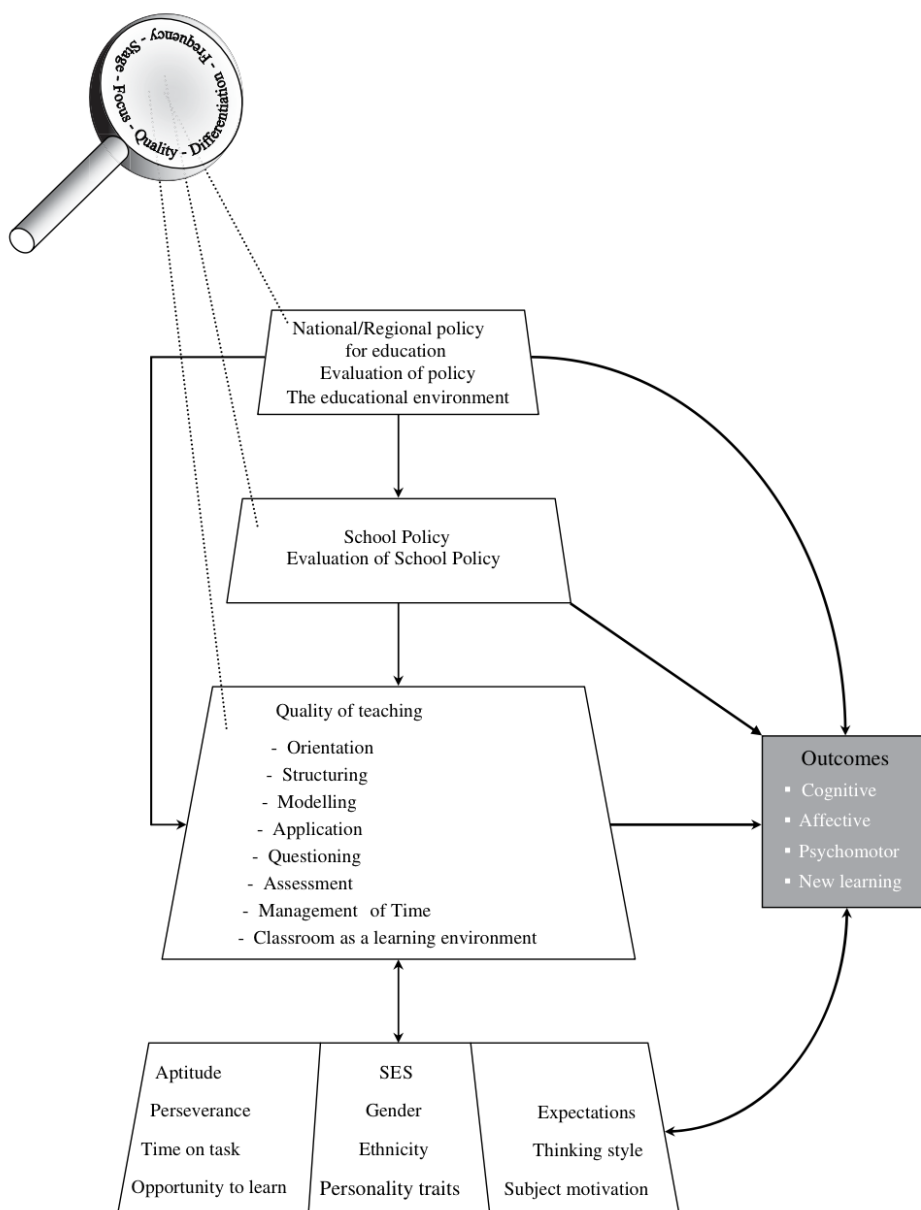 Stage - Focus - Quality - Differentiation - Frequency -
National/Regional policy
for education
Evaluation of policy
The educational environment
School Policy
Evaluation of School Policy
Quality of teaching
- Orientation
- Structuring
- Modelling
- Application
- Questioning
- Assessment
- Management of Time
- Classroom as a learning environment
Outcomes
▪ Cognitive
▪ Affective
▪ Psychomotor
▪ New learning
Aptitude
Perseverance
Time on task
Opportunity to learn
SES
Gender
Ethnicity
Personality traits
Expectations
Thinking style
Subject motivation